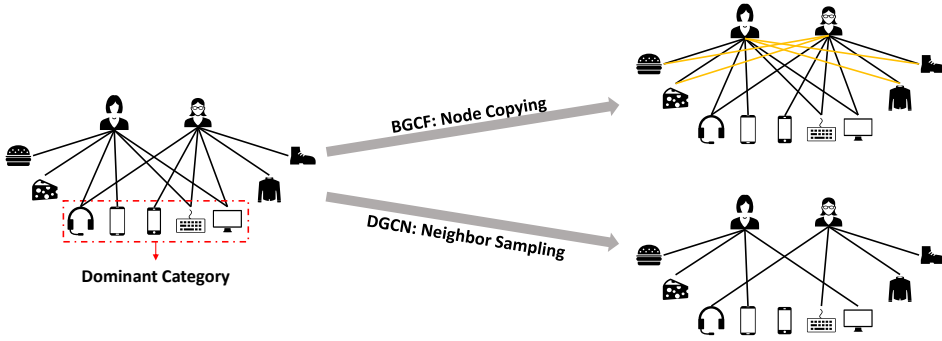 BGCF: Node Copying
DGCN: Neighbor Sampling
Dominant Category